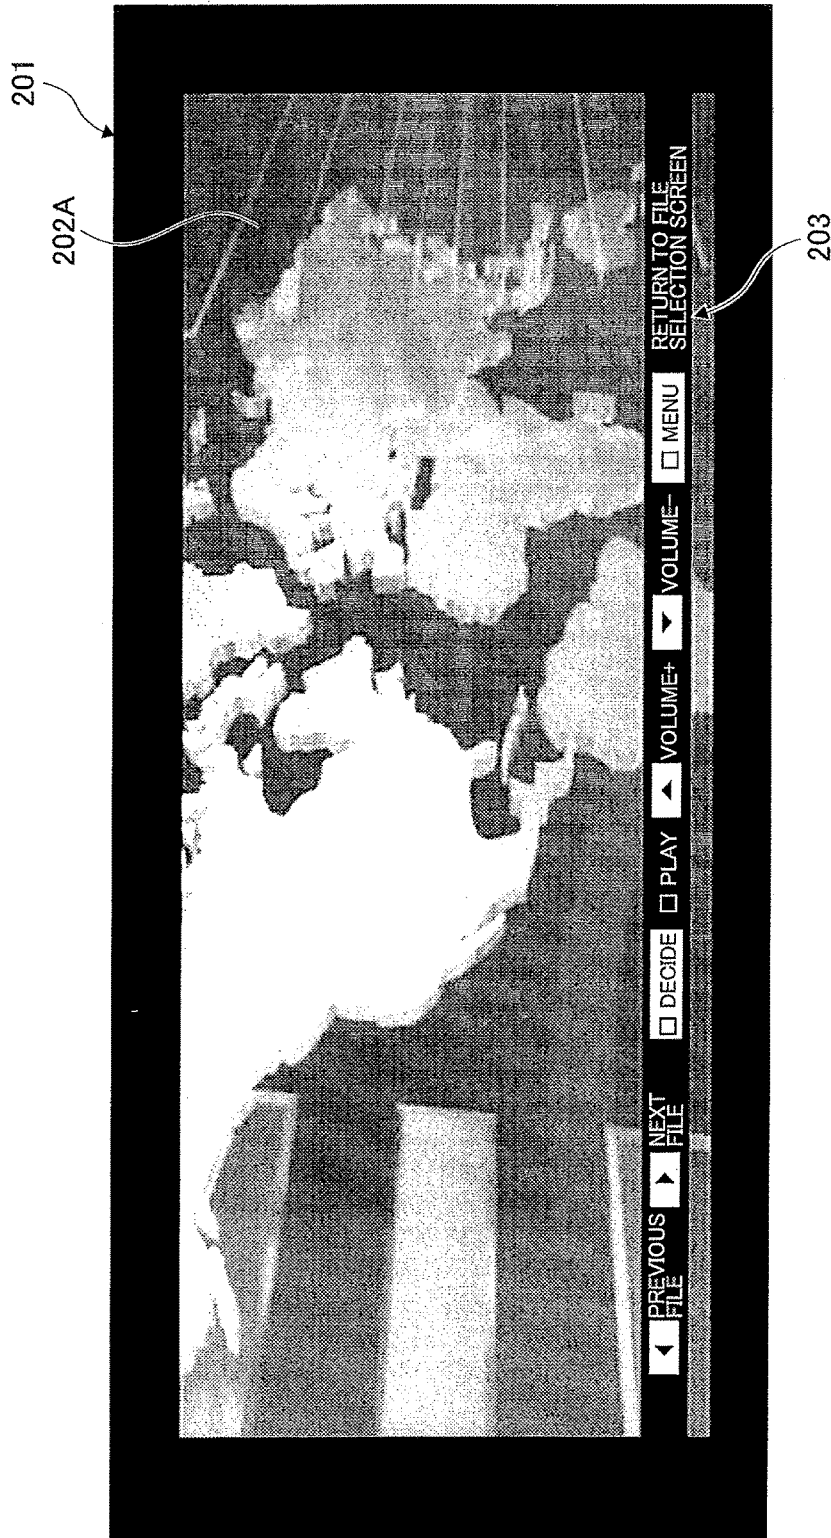 201
202A
◄ PREVIOUS
FILE
► NEXT
FILE
□ DECIDE
□ PLAY
▲ VOLUME+
▼ VOLUME−
□ MENU
RETURN TO FILE
SELECTION SCREEN
203